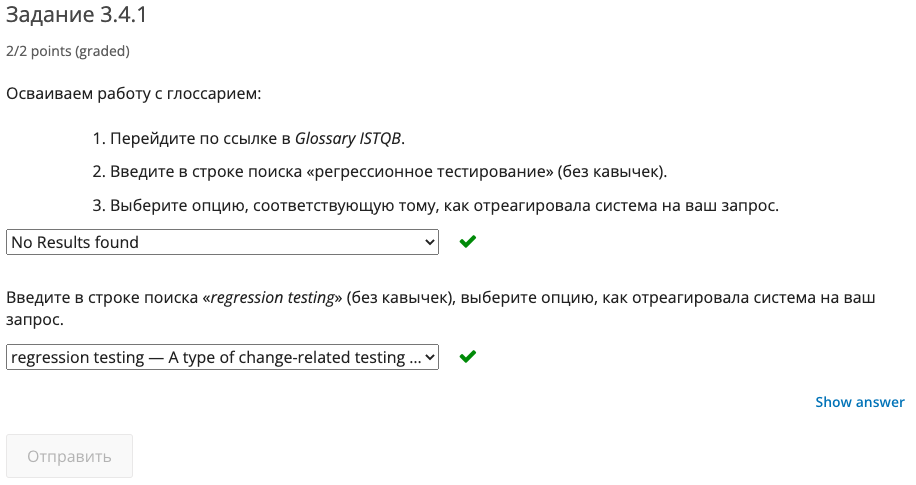 Задание 3.4.1
2/2 points (graded)
Осваиваем работу с глоссарием:
1. Перейдите по ссылке в Glossary ISTQB.
2. Введите в строке поиска «регрессионное тестирование» (без кавычек).
3. Выберите опцию, соответствующую тому, как отреагировала система на ваш запрос.
No Results found
Введите в строке поиска «regression testing» (без кавычек), выберите опцию, как отреагировала система на ваш
запрос.
regression testing — A type of change-related testing ...
Show answer
Отправить